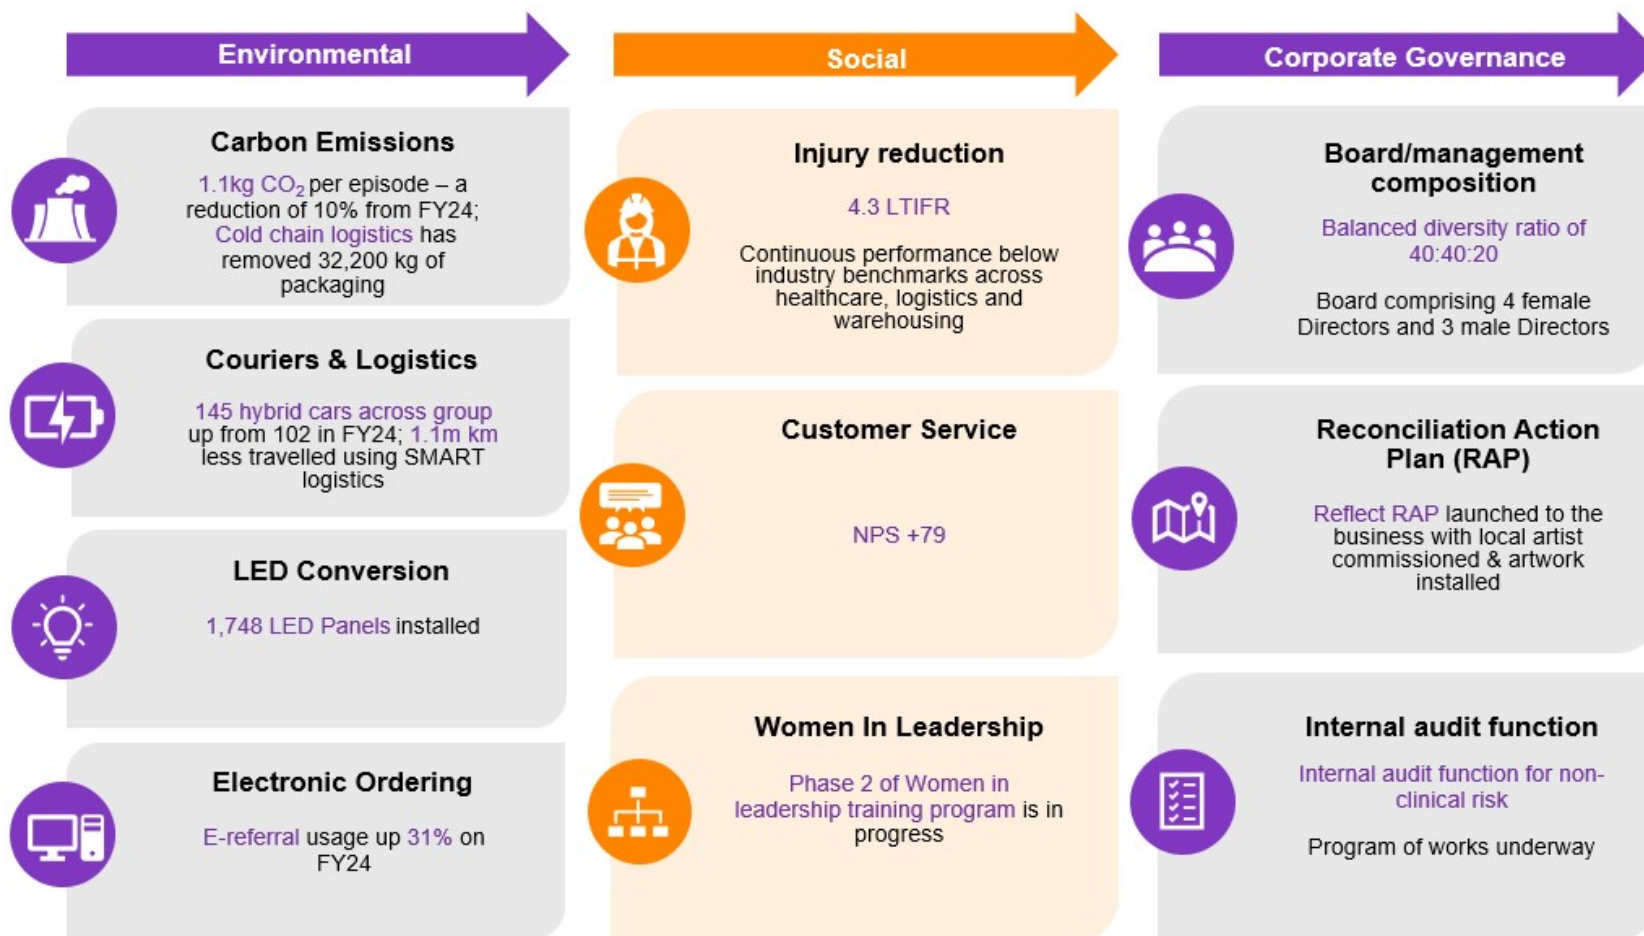 Environmental
Carbon Emissions
1.1kg CO₂ per episode – a
reduction of 10% from FY24;
Cold chain logistics has
removed 32,200 kg of
packaging
Couriers & Logistics
145 hybrid cars across group
up from 102 in FY24; 1.1m km
less travelled using SMART
logistics
LED Conversion
1,748 LED Panels installed
Electronic Ordering
E-referral usage up 31% on
FY24
Social
Injury reduction
4.3 LTIFR
Continuous performance below
industry benchmarks across
healthcare, logistics and
warehousing
Customer Service
NPS +79
Women In Leadership
Phase 2 of Women in
leadership training program is in
progress
Corporate Governance
Board/management
composition
Balanced diversity ratio of
40:40:20
Board comprising 4 female
Directors and 3 male Directors
Reconciliation Action
Plan (RAP)
Reflect RAP launched to the
business with local artist
commissioned & artwork
installed
Internal audit function
Internal audit function for non-
clinical risk
Program of works underway